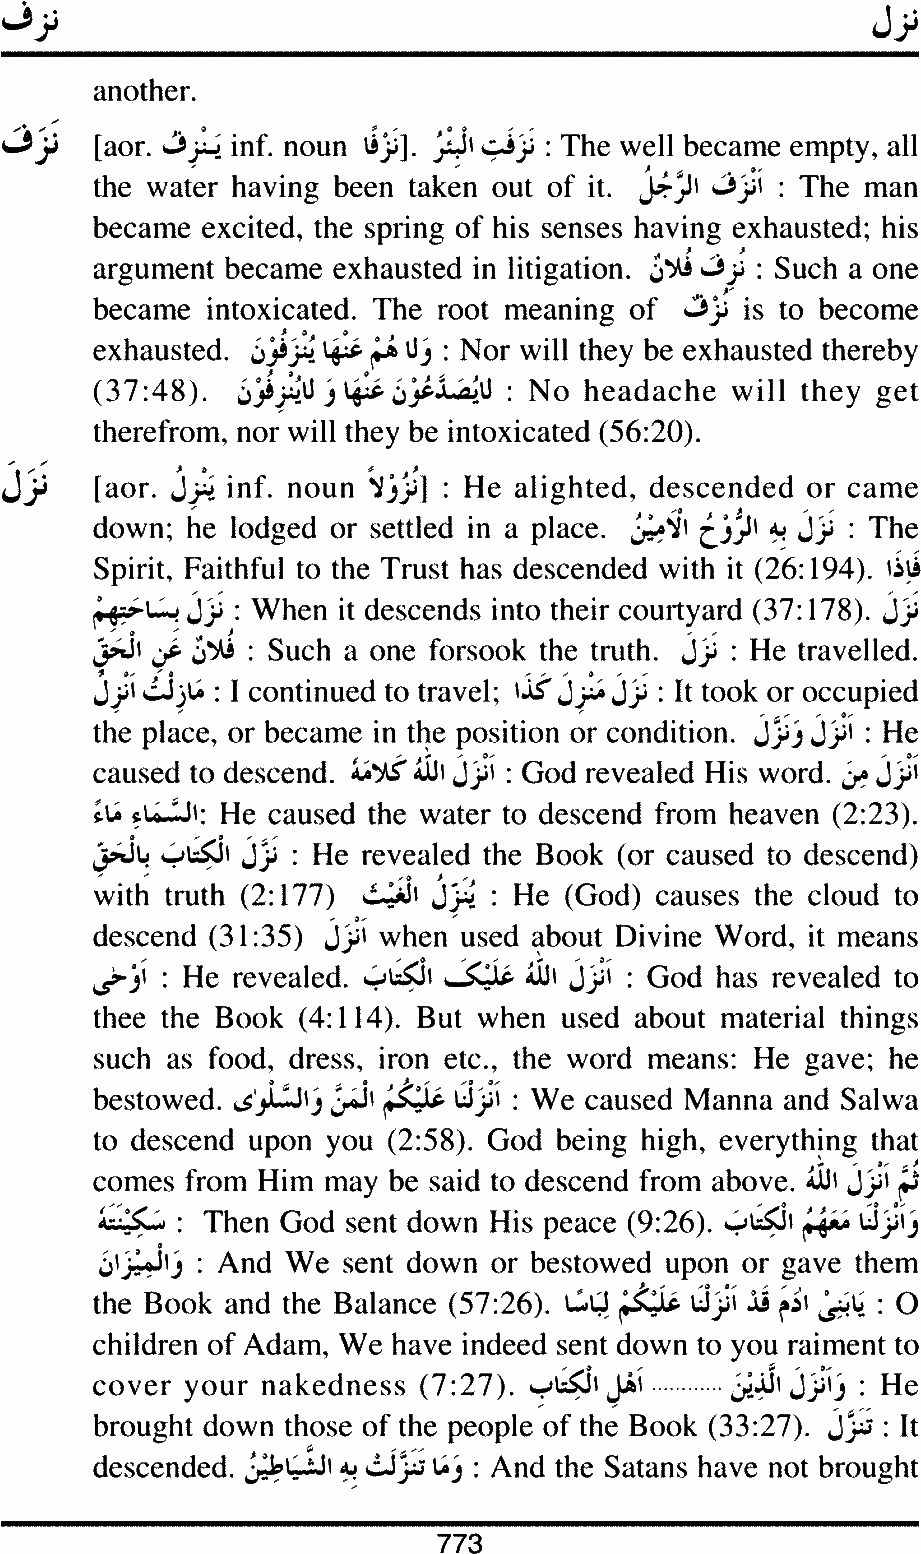 نزف نزل
another.
نَزَفَ [aor. يَنْزِفُ inf. noun نَزْفًا]. نَزَفَتِ الْبِئْرُ : The well became empty, all
the water having been taken out of it. اَنْزَفَ الرَّجُلُ : The man
became excited, the spring of his senses having exhausted; his
argument became exhausted in litigation. نُزِفَ فُلَانٌ : Such a one
became intoxicated. The root meaning of نَزْفٌ is to become
exhausted. وَلَا هُمْ عَنْهَا يُنْزَفُوْنَ : Nor will they be exhausted thereby
(37:48). لَايُصَدَّعُوْنَ عَنْهَا وَ لَايُنْزِفُوْنَ : No headache will they get
therefrom, nor will they be intoxicated (56:20).
نَزَلَ [aor. يَنْزِلُ inf. noun نُزُوْلًا] : He alighted, descended or came
down; he lodged or settled in a place. نَزَلَ بِهِ الرُّوْحُ الْاَمِيْنُ : The
Spirit, Faithful to the Trust has descended with it (26:194). فَاِذَا
نَزَلَ بِسَاحَتِهِمْ : When it descends into their courtyard (37:178). نَزَلَ
فُلَانٌ عَنِ الْحَقِّ : Such a one forsook the truth. نَزَلَ : He travelled.
مَازِلْتُ اَنْزِلُ : I continued to travel; نَزَلَ مَنْزِلَ كَذَا : It took or occupied
the place, or became in the position or condition. اَنْزَلَ وَنَزَّلَ : He
caused to descend. اَنْزَلَ اللّٰهُ كَلَامَهُ : God revealed His word. اَنْزَلَ مِنَ
السَّمَاءِ مَاءً: He caused the water to descend from heaven (2:23).
نَزَّلَ الْكِتَابَ بِالْحَقِّ : He revealed the Book (or caused to descend)
with truth (2:177) يُنَزِّلُ الْغَيْثَ : He (God) causes the cloud to
descend (31:35) اَنْزَلَ when used about Divine Word, it means
اَوْحٰى : He revealed. اَنْزَلَ اللّٰهُ عَلَيْكَ الْكِتَابَ : God has revealed to
thee the Book (4:114). But when used about material things
such as food, dress, iron etc., the word means: He gave; he
bestowed. اَنْزَلْنَا عَلَيْكُمُ الْمَنَّ وَالسَّلْوٰى : We caused Manna and Salwa
to descend upon you (2:58). God being high, everything that
comes from Him may be said to descend from above. ثُمَّ اَنْزَلَ اللّٰهُ
سَكِيْنَتَهُ : Then God sent down His peace (9:26). وَاَنْزَلْنَا مَعَهُمُ الْكِتَابَ
وَالْمِيْزَانَ : And We sent down or bestowed upon or gave them
the Book and the Balance (57:26). يٰبَنِىْ اٰدَمَ قَدْ اَنْزَلْنَا عَلَيْكُمْ لِبَاسًا : O
children of Adam, We have indeed sent down to you raiment to
cover your nakedness (7:27). وَاَنْزَلَ الَّذِيْنَ ........... اَهْلِ الْكِتَابِ : He
brought down those of the people of the Book (33:27). تَنَزَّلَ : It
descended. وَمَا تَنَزَّلَتْ بِهِ الشَّيَاطِيْنُ : And the Satans have not brought
773